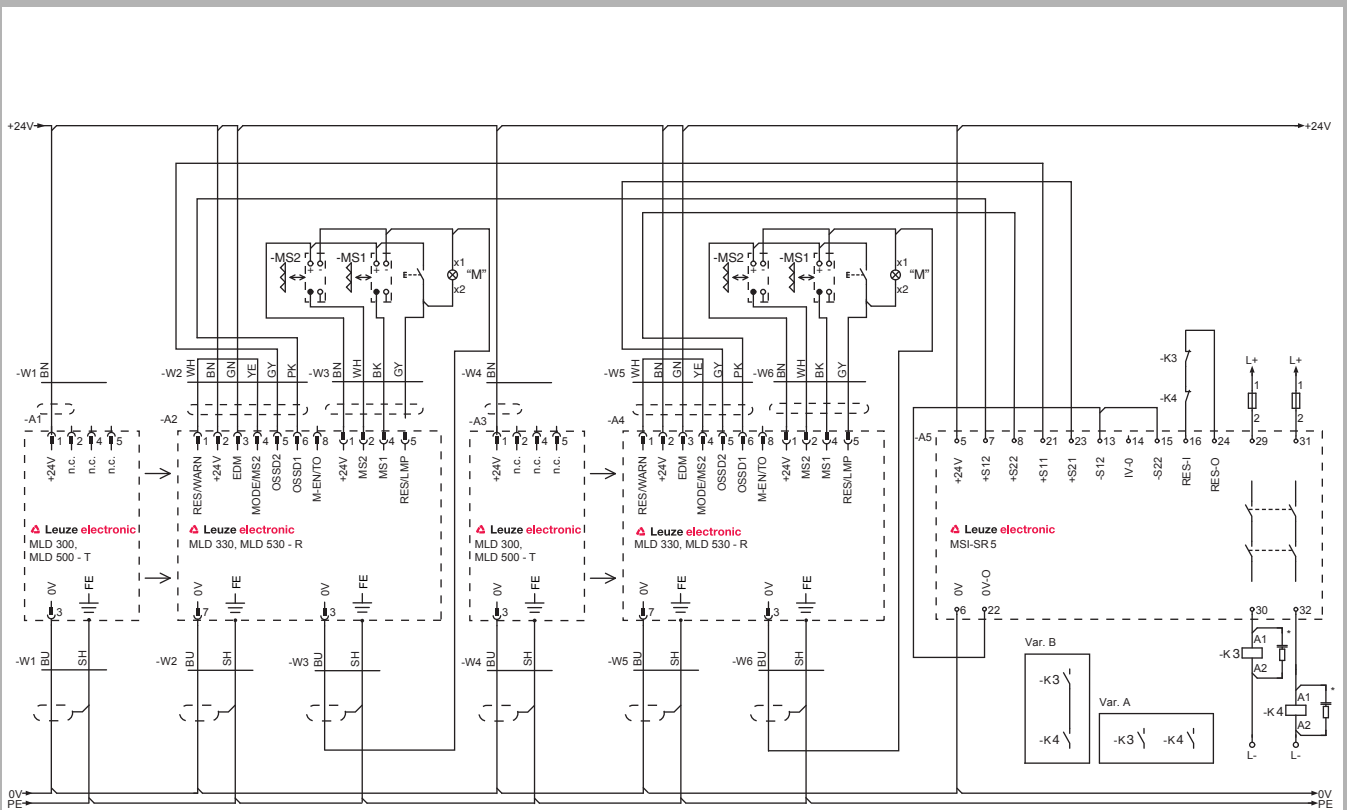 +24V +24V
-MS2 -MS1 x1 "M" x2
+ - + -
E
-MS2 -MS1 x1 "M" x2
+ - + -
E
-W1 BN
-W2 WH BN GN YE GY PK
-W3 BN WH BK GY
-W4 BN
-W5 WH BN GN YE GY PK
-W6 BN WH BK GY
-K3
-K4
L+ L+
1 1
2 2
-A1
1 2 4 5
+24V n.c. n.c. n.c.
Leuze electronic
MLD 300,
MLD 500 - T
0V FE
3
-A2
1 2 3 4 5 6 8 1 2 4 5
RES/WARN +24V EDM MODE/MS2 OSSD2 OSSD1 M-EN/TO +24V MS2 MS1 RES/LMP
Leuze electronic
MLD 330, MLD 530 - R
0V FE 0V
7 3
-A3
1 2 4 5
+24V n.c. n.c. n.c.
Leuze electronic
MLD 300,
MLD 500 - T
0V FE
3
-A4
1 2 3 4 5 6 8 1 2 4 5
RES/WARN +24V EDM MODE/MS2 OSSD2 OSSD1 M-EN/TO +24V MS2 MS1 RES/LMP
Leuze electronic
MLD 330, MLD 530 - R
0V FE 0V
7 3
-A5
5 7 8 21 23 13 14 15 16 24 29 31
+24V +S12 +S22 +S11 +S21 -S12 IV-0 -S22 RES-I RES-O
Leuze electronic
MSI-SR5
0V 0V-O
6 22 30 32
-W1 BU SH
-W2 BU SH
-W3 BU SH
-W4 BU SH
-W5 BU SH
-W6 BU SH
Var. B
-K3
-K4
Var. A
-K3 -K4
-K3 A1 *
A2
-K4 A1 *
A2
L- L-
0V 0V
PE PE